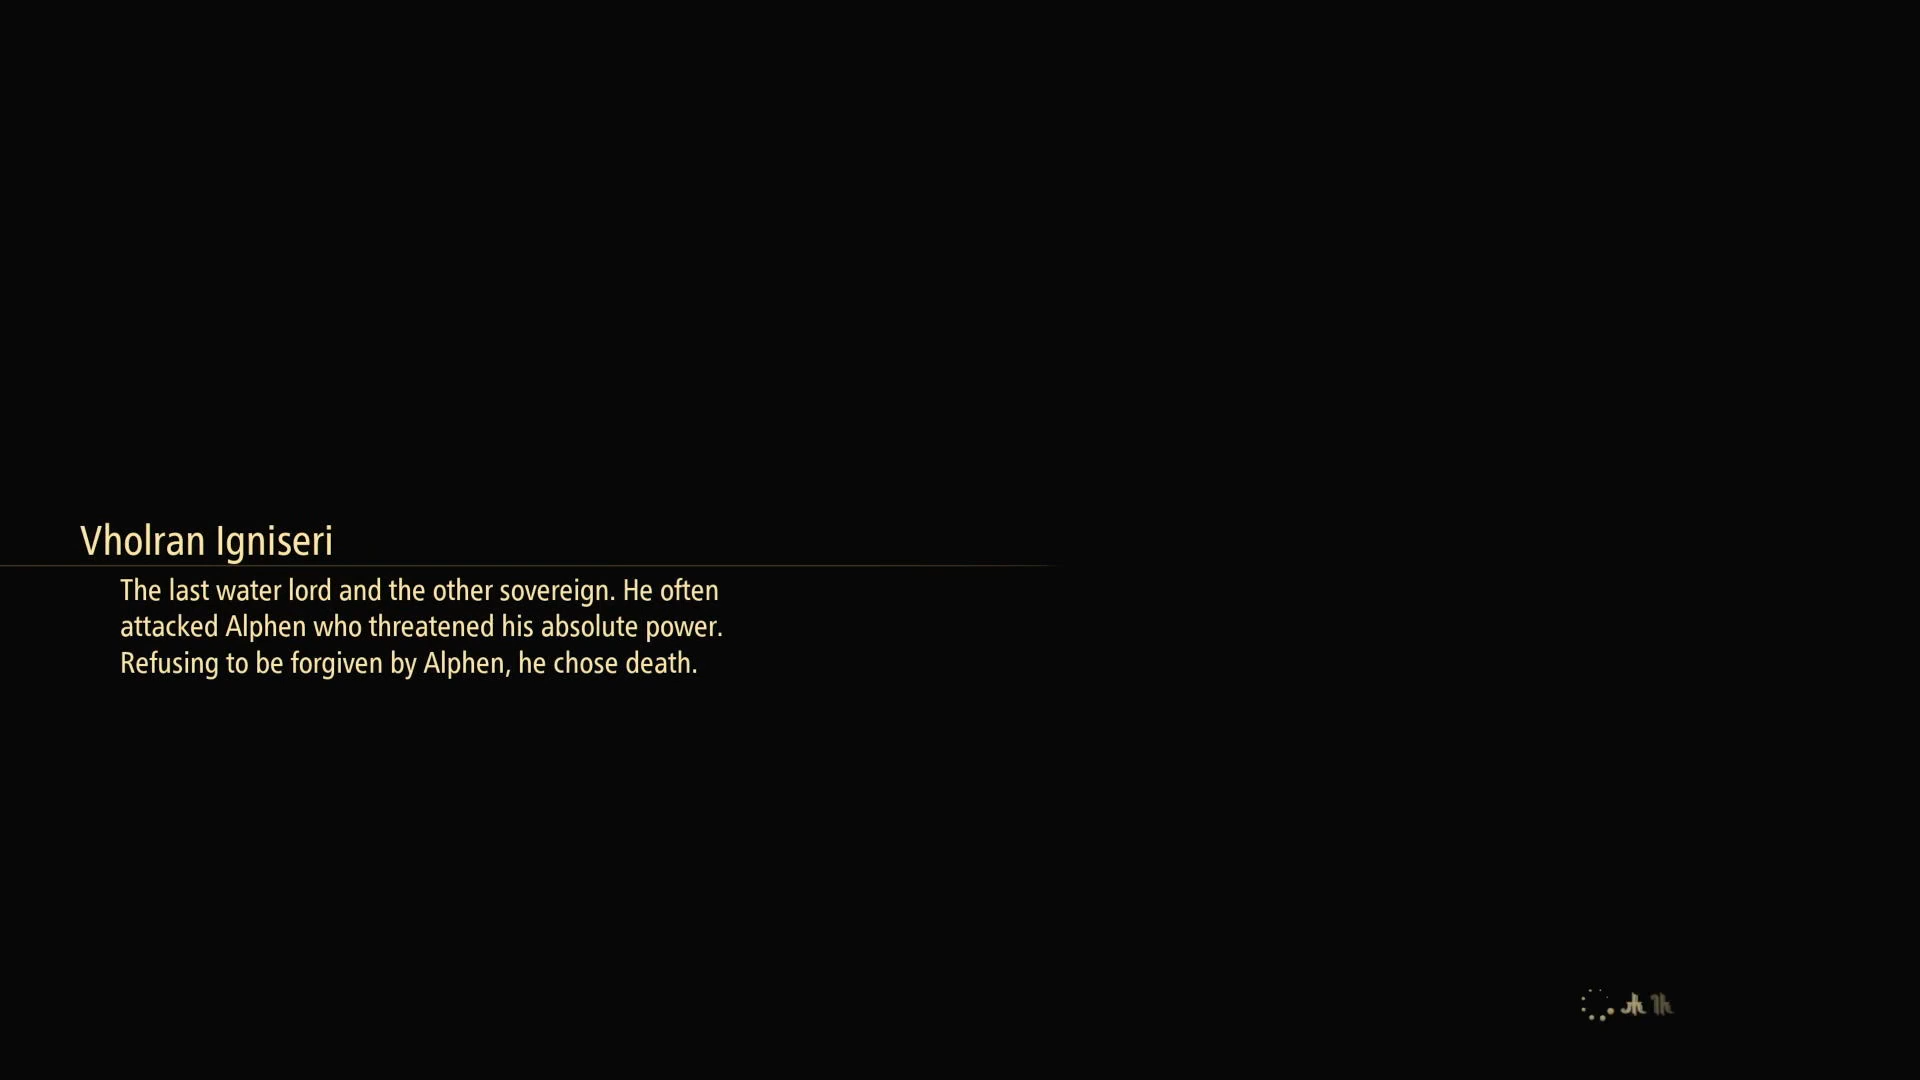 Vholran Igniseri
The last water lord and the other sovereign. He often
attacked Alphen who threatened his absolute power.
Refusing to be forgiven by Alphen, he chose death.